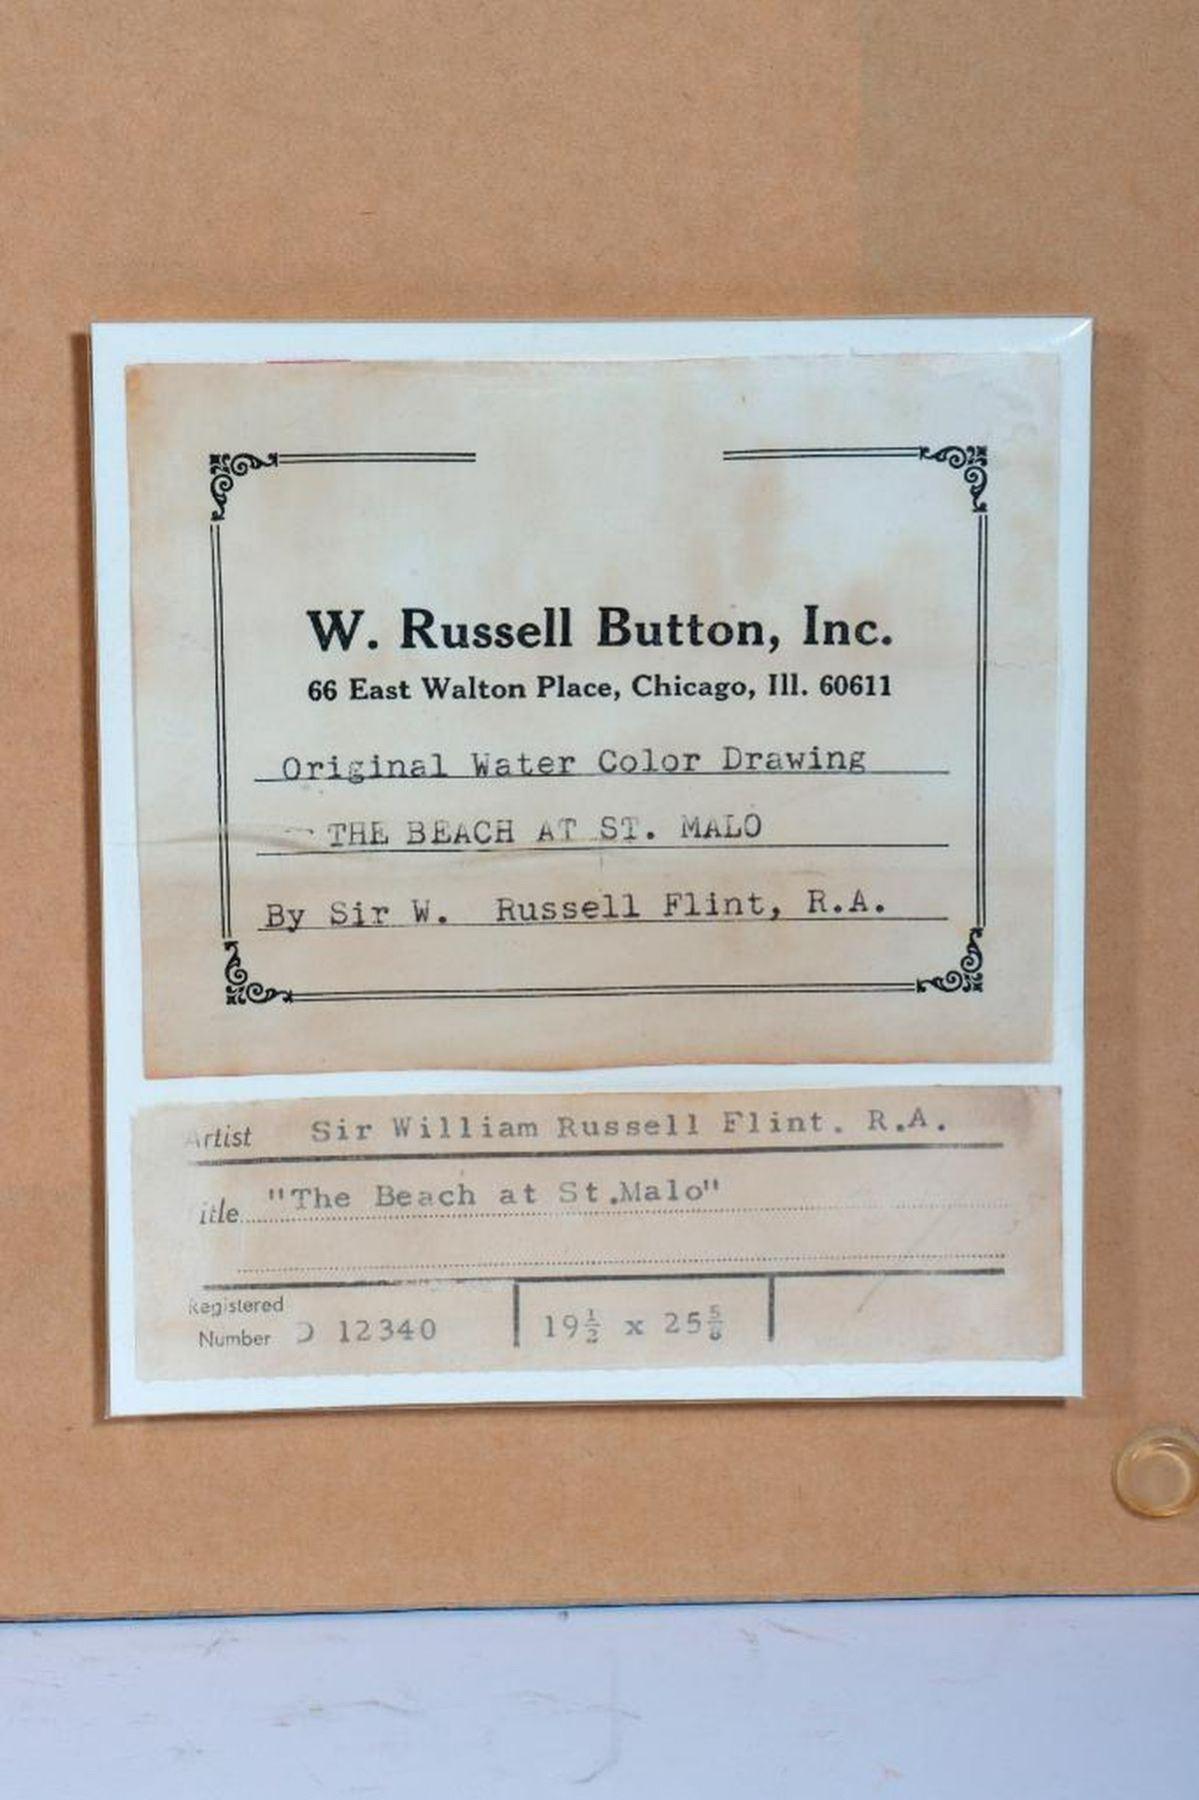 W. Russell Button, Inc.
66 East Walton Place, Chicago, Ill. 60611
Original Water Color Drawing
THE BEACH AT ST. MALO
By Sir W. Russell Flint, R.A.
Artist Sir William Russell Flint. R.A.
itle "The Beach at St.Malo"
Registered
Number D 12340 19½ x 25